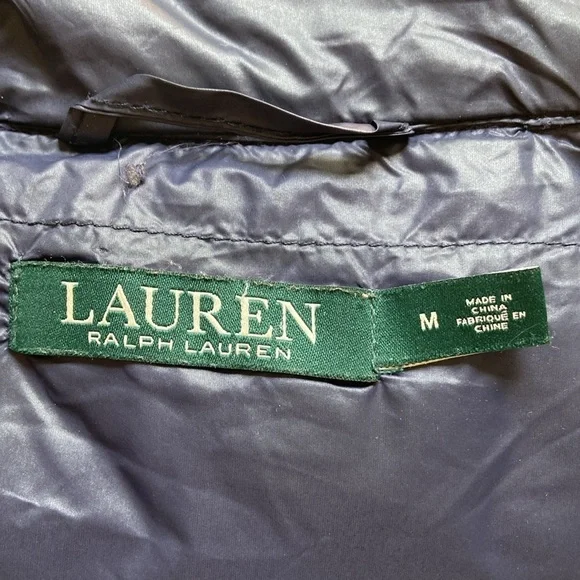 LAUREN
RALPH LAUREN
M
MADE IN
CHINA
FABRIQUÉ EN
CHINE